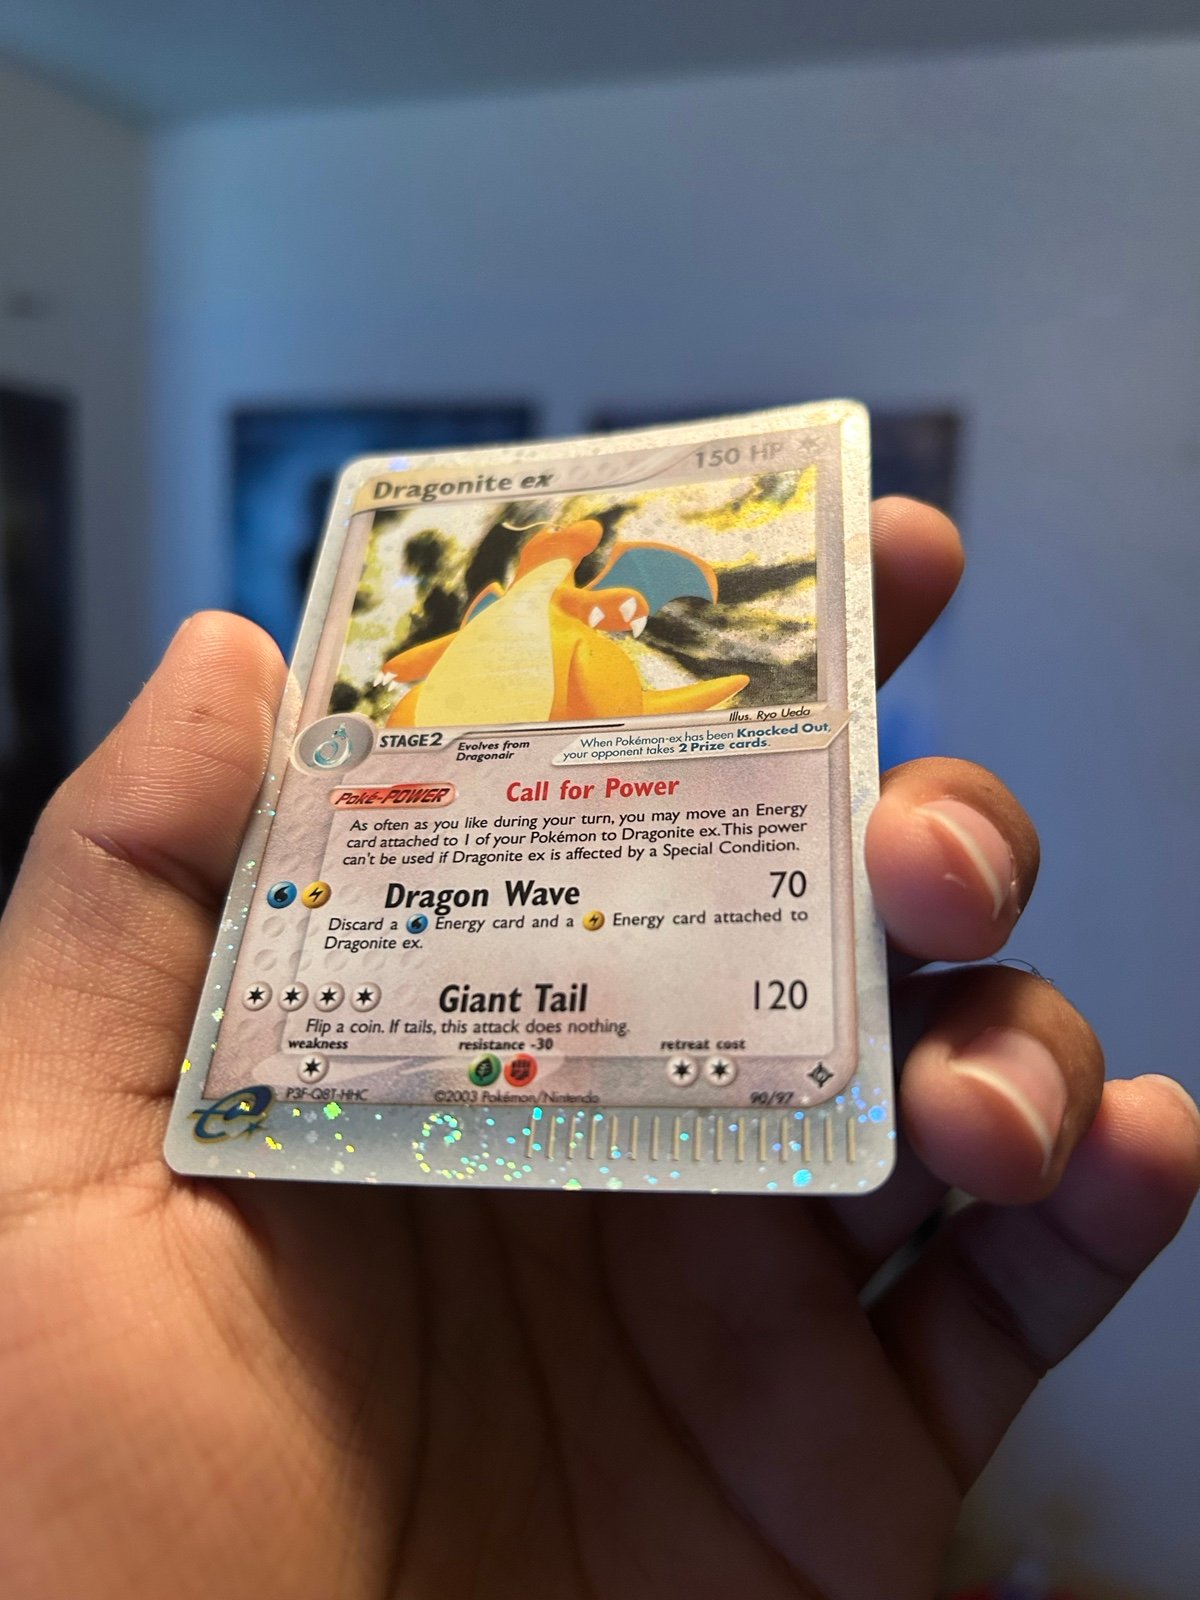 Dragonite ex 150 HP
Illus. Ryo Ueda
STAGE2 Evolves from Dragonair
When Pokémon-ex has been Knocked Out,
your opponent takes 2 Prize cards.
Poké-POWER Call for Power
As often as you like during your turn, you may move an Energy
card attached to 1 of your Pokémon to Dragonite ex. This power
can't be used if Dragonite ex is affected by a Special Condition.
Dragon Wave 70
Discard a Energy card and a Energy card attached to
Dragonite ex.
Giant Tail 120
Flip a coin. If tails, this attack does nothing.
weakness resistance -30 retreat cost
P3F-Q8T-HHC ©2003 Pokémon/Nintendo 90/97